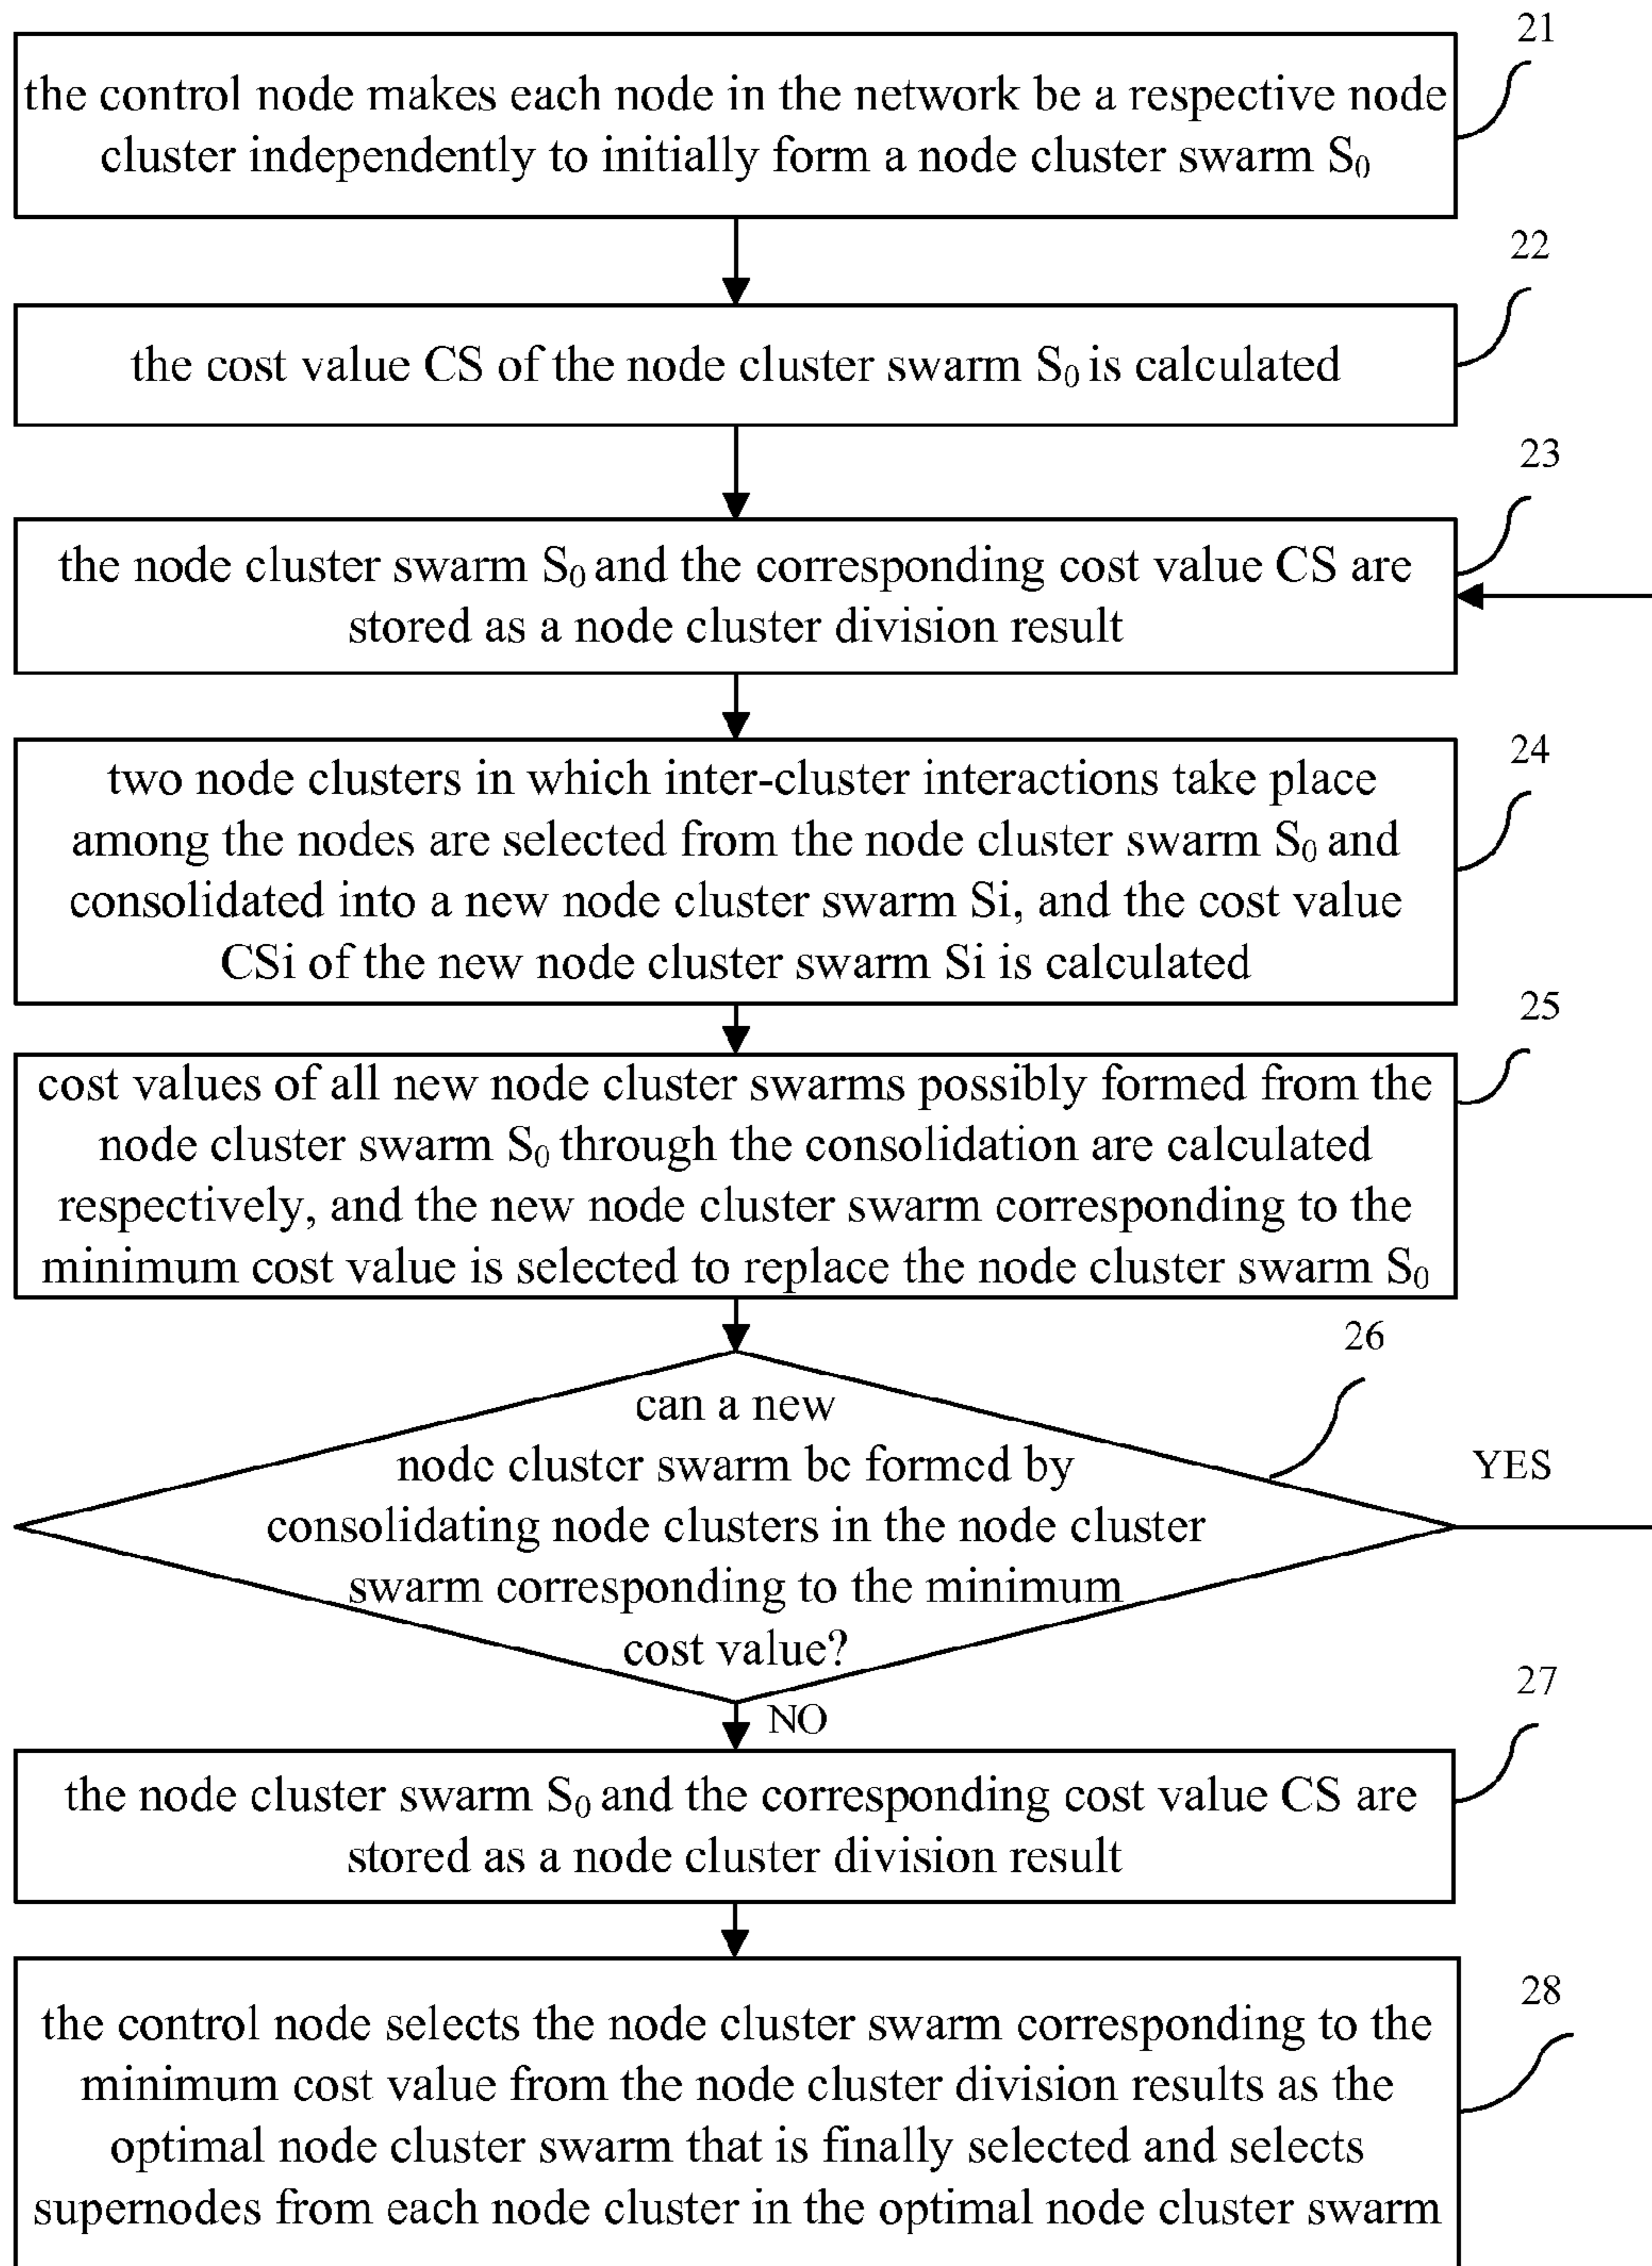 21
the control node makes each node in the network be a respective node
cluster independently to initially form a node cluster swarm S₀
22
the cost value CS of the node cluster swarm S₀ is calculated
23
the node cluster swarm S₀ and the corresponding cost value CS are
stored as a node cluster division result
24
two node clusters in which inter-cluster interactions take place
among the nodes are selected from the node cluster swarm S₀ and
consolidated into a new node cluster swarm Si, and the cost value
CSi of the new node cluster swarm Si is calculated
25
cost values of all new node cluster swarms possibly formed from the
node cluster swarm S₀ through the consolidation are calculated
respectively, and the new node cluster swarm corresponding to the
minimum cost value is selected to replace the node cluster swarm S₀
26
can a new
node cluster swarm be formed by
consolidating node clusters in the node cluster
swarm corresponding to the minimum
cost value?
YES
NO
27
the node cluster swarm S₀ and the corresponding cost value CS are
stored as a node cluster division result
28
the control node selects the node cluster swarm corresponding to the
minimum cost value from the node cluster division results as the
optimal node cluster swarm that is finally selected and selects
supernodes from each node cluster in the optimal node cluster swarm